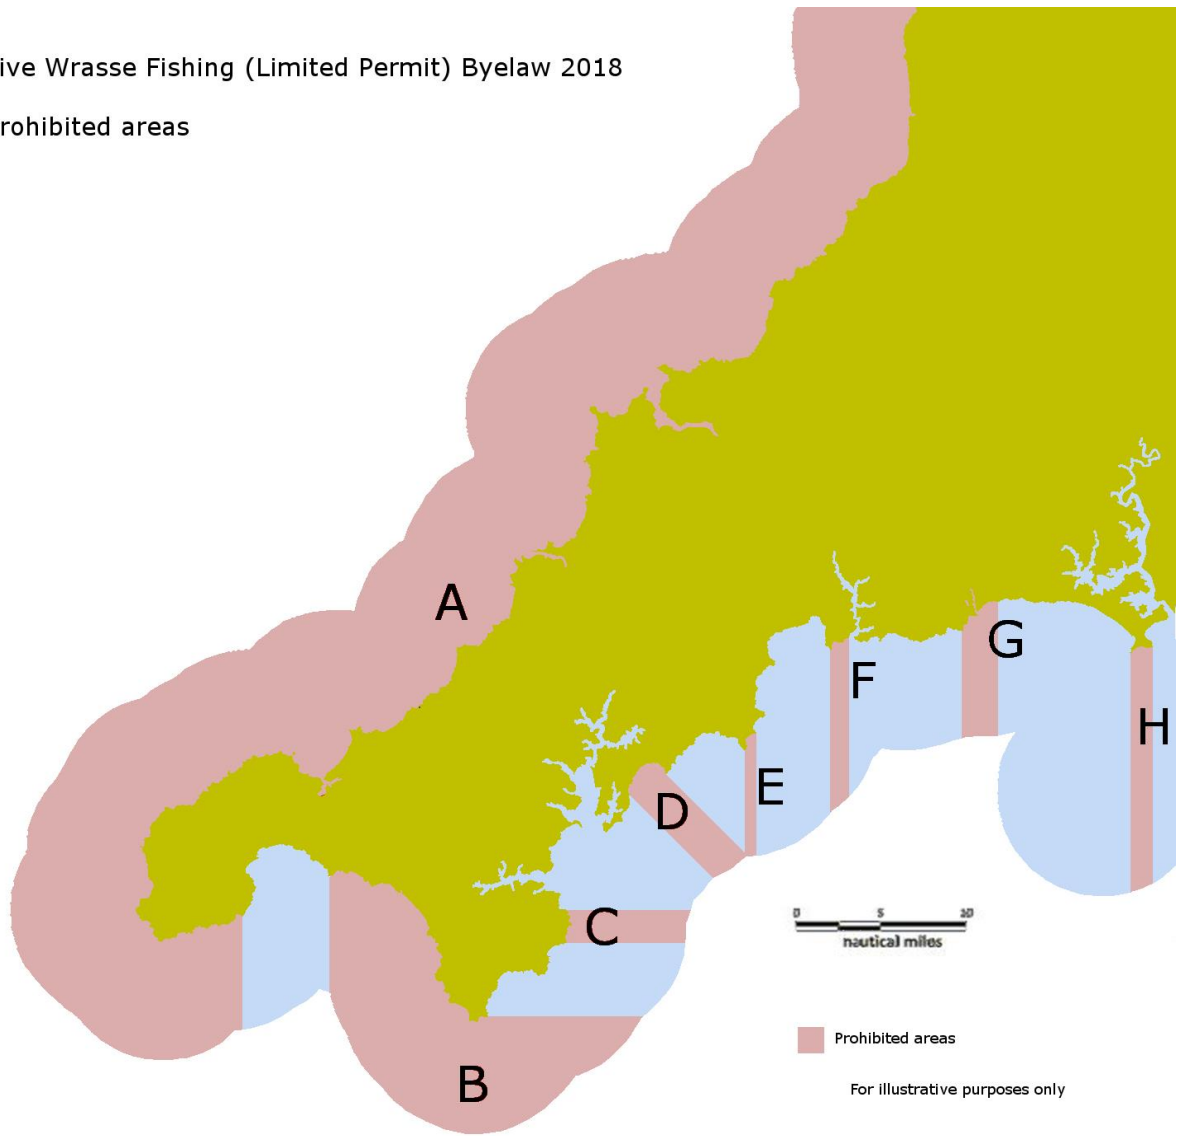 ive Wrasse Fishing (Limited Permit) Byelaw 2018
rohibited areas
A
G
F
H
E
D
C
0 5 10
nautical miles
Prohibited areas
B
For illustrative purposes only